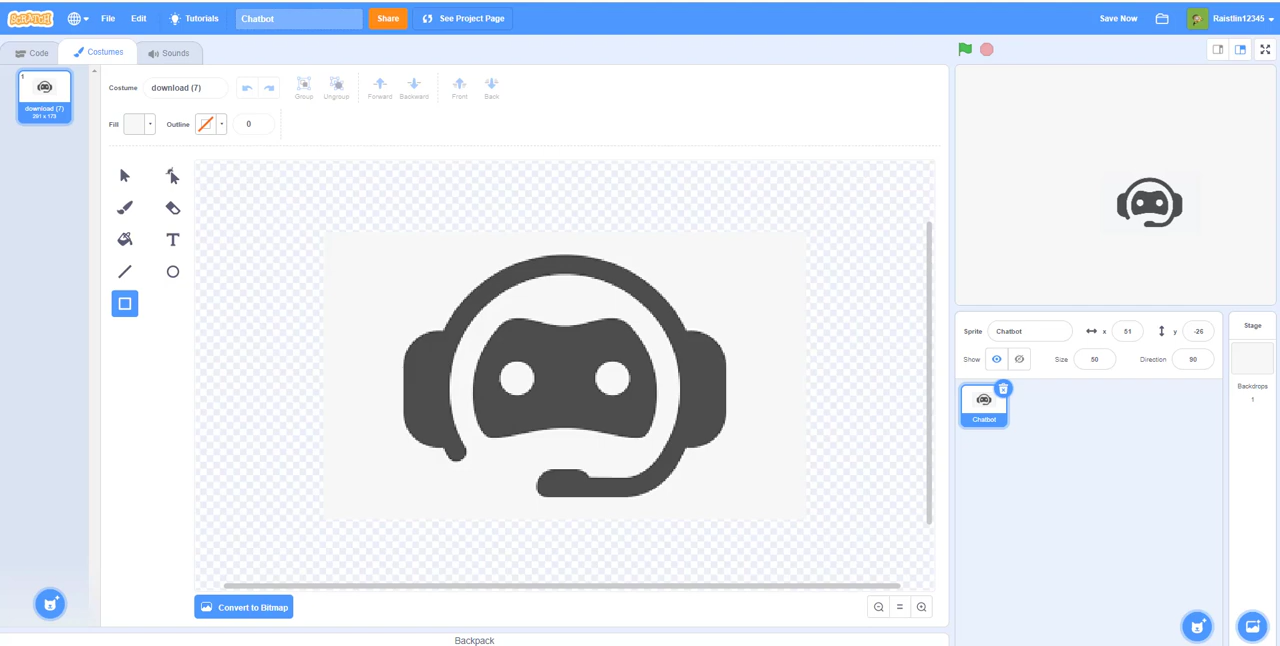 SCRATCH
File
Edit
Tutorials
Chatbot
Share
See Project Page
Save Now
Raistlin12345
Code
Costumes
Sounds
1
download (7)
291 x 173
Costume
download (7)
Group
Ungroup
Forward
Backward
Front
Back
Fill
Outline
0
Convert to Bitmap
Backpack
Sprite
Chatbot
x
51
y
-26
Show
Size
50
Direction
90
Chatbot
Stage
Backdrops
1